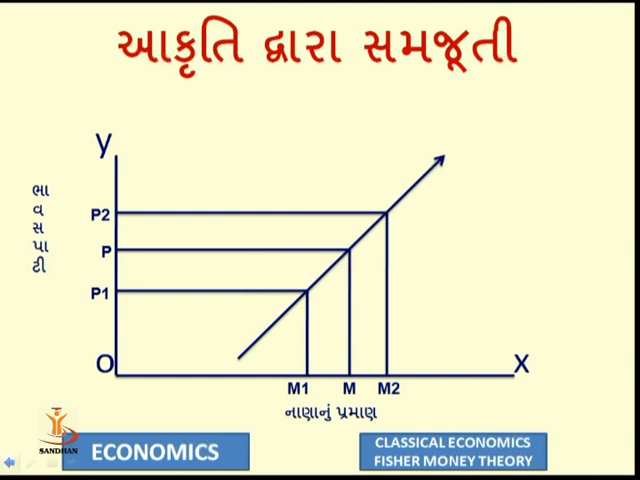 આકૃતિ દ્વારા સમજૂતી
y
ભા
વ
સ
પા
ટી
P2
P
P1
O
X
M1 M M2
નાણાનું પ્રમાણ
SANDHAN
ECONOMICS
CLASSICAL ECONOMICS
FISHER MONEY THEORY